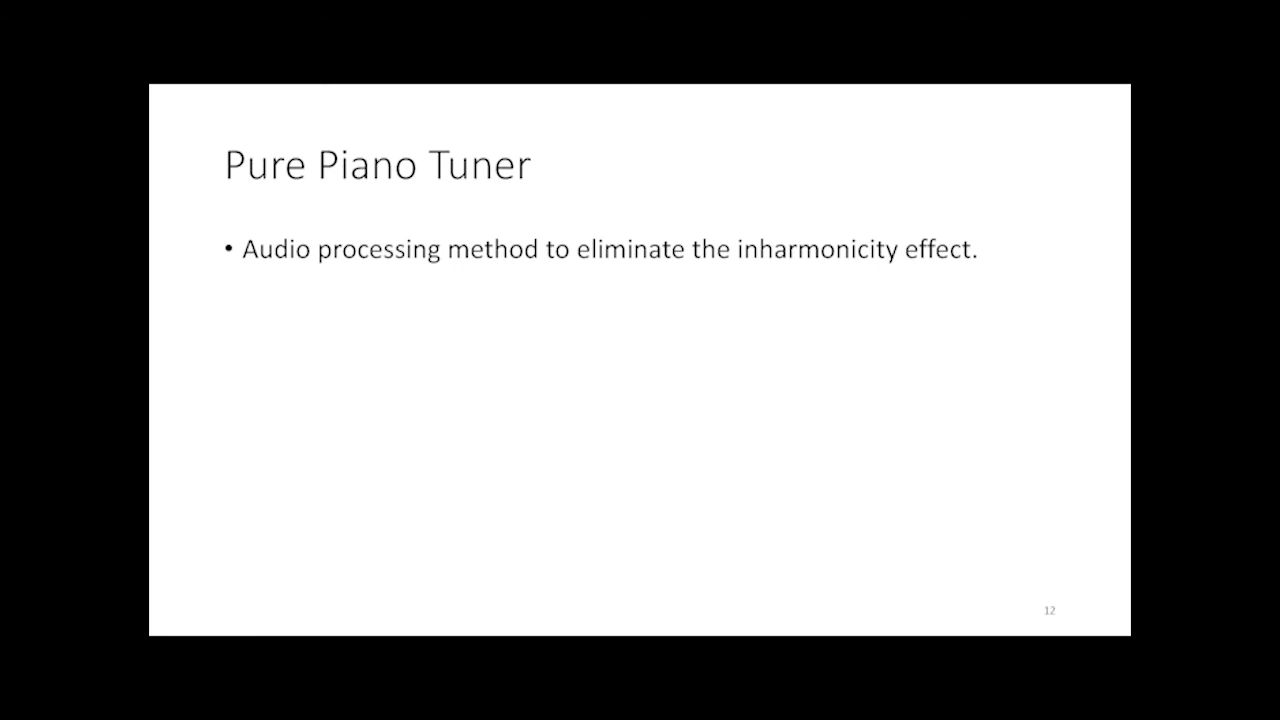 Pure Piano Tuner
• Audio processing method to eliminate the inharmonicity effect.
12